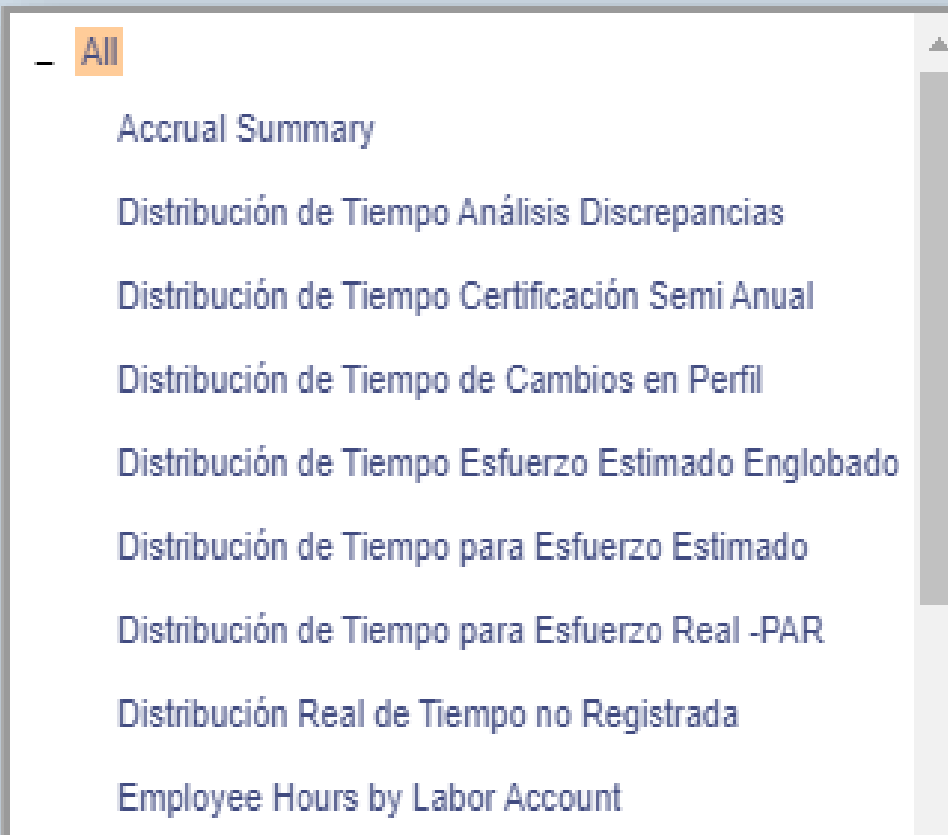 All
Accrual Summary
Distribución de Tiempo Análisis Discrepancias
Distribución de Tiempo Certificación Semi Anual
Distribución de Tiempo de Cambios en Perfil
Distribución de Tiempo Esfuerzo Estimado Englobado
Distribución de Tiempo para Esfuerzo Estimado
Distribución de Tiempo para Esfuerzo Real -PAR
Distribución Real de Tiempo no Registrada
Employee Hours by Labor Account